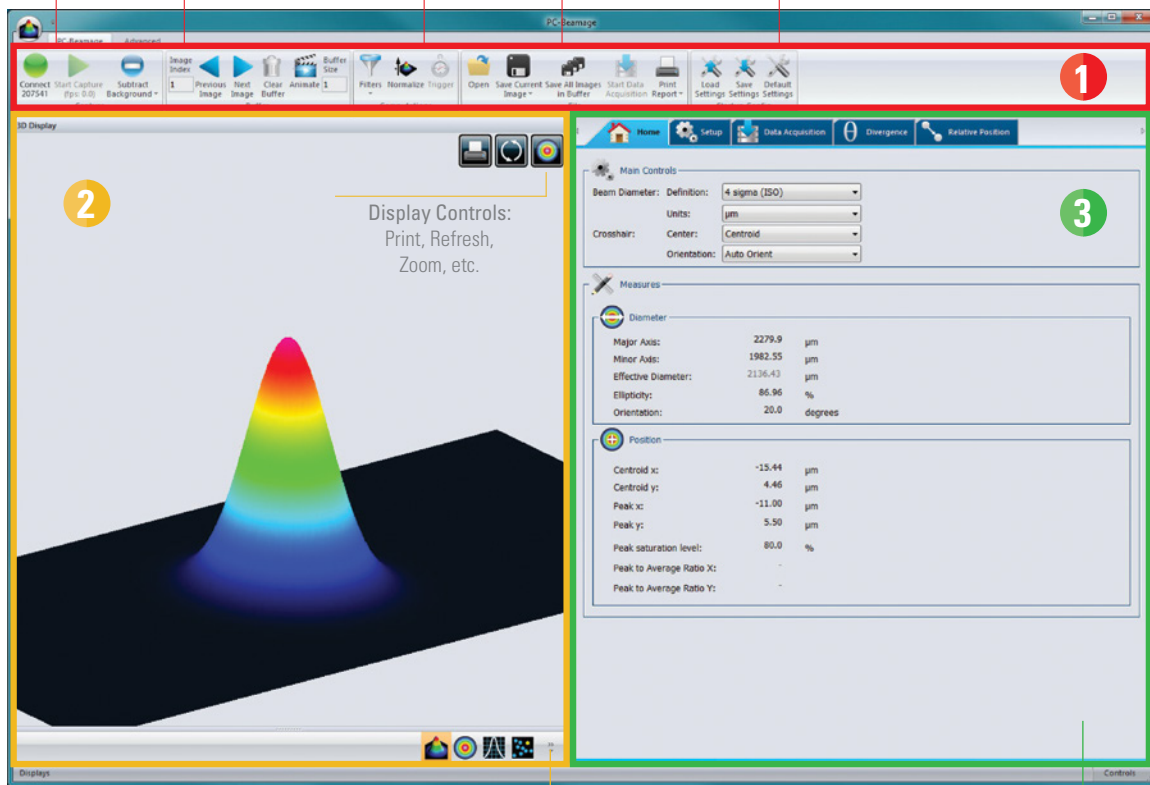 PC-Beamage
PC-Beamage Advanced
Connect 207541
Start Capture (fps: 0.0)
Subtract Background
Image Index
1
Previous Image
Next Image
Clear Buffer
Animate
Buffer Size
1
Filters
Normalize
Trigger
Open
Save Current Image
Save All Images in Buffer
Start Data Acquisition
Print Report
Load Settings
Save Settings
Default Settings
1
3D Display
2
Display Controls:
Print, Refresh,
Zoom, etc.
Displays
Home
Setup
Data Acquisition
Divergence
Relative Position
3
Main Controls
Beam Diameter: Definition: 4 sigma (ISO)
Units: µm
Crosshair: Center: Centroid
Orientation: Auto Orient
Measures
Diameter
Major Axis: 2279.9 µm
Minor Axis: 1982.55 µm
Effective Diameter: 2136.43 µm
Ellipticity: 86.96 %
Orientation: 20.0 degrees
Position
Centroid x: -15.44 µm
Centroid y: 4.46 µm
Peak x: -11.00 µm
Peak y: 5.50 µm
Peak saturation level: 80.0 %
Peak to Average Ratio X: -
Peak to Average Ratio Y: -
Controls